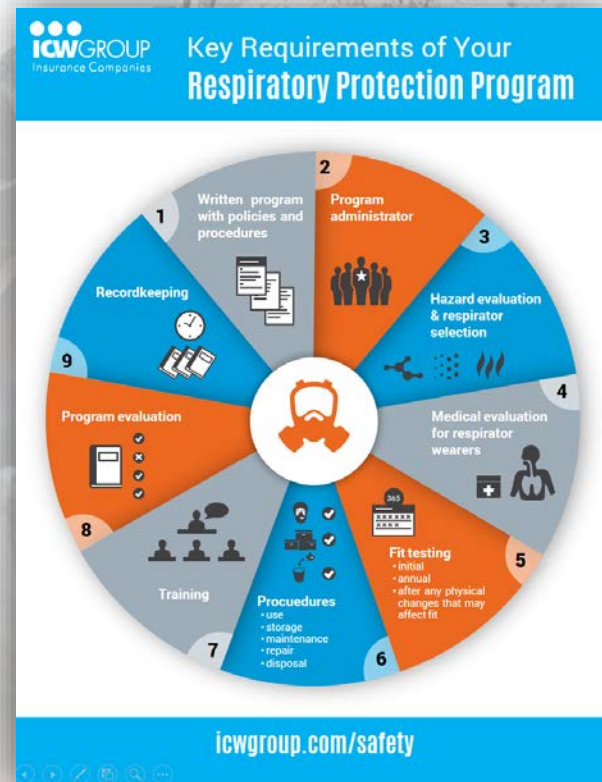 ICWGROUP
Insurance Companies
Key Requirements of Your
Respiratory Protection Program
1
Written program
with policies and
procedures
2
Program
administrator
3
Hazard evaluation
& respirator
selection
4
Medical evaluation
for respirator
wearers
5
365
Fit testing
• initial
• annual
• after any physical
changes that may
affect fit
6
Procuedures
• use
• storage
• maintenance
• repair
• disposal
7
Training
8
Program evaluation
9
Recordkeeping
icwgroup.com/safety